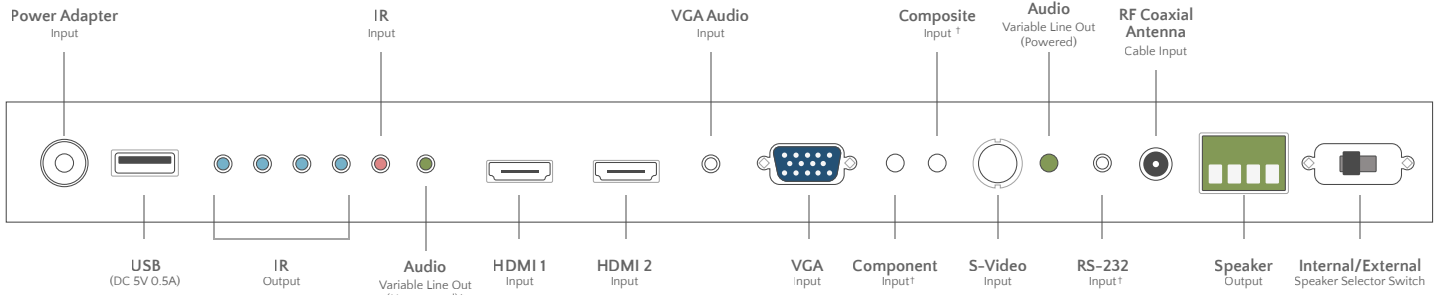 Power Adapter
Input
IR
Input
VGA Audio
Input
Composite
Input †
Audio
Variable Line Out
(Powered)
RF Coaxial
Antenna
Cable Input
USB
(DC 5V 0.5A)
IR
Output
Audio
Variable Line Out
HDMI 1
Input
HDMI 2
Input
VGA
Input
Component
Input†
S-Video
Input
RS-232
Input†
Speaker
Output
Internal/External
Speaker Selector Switch